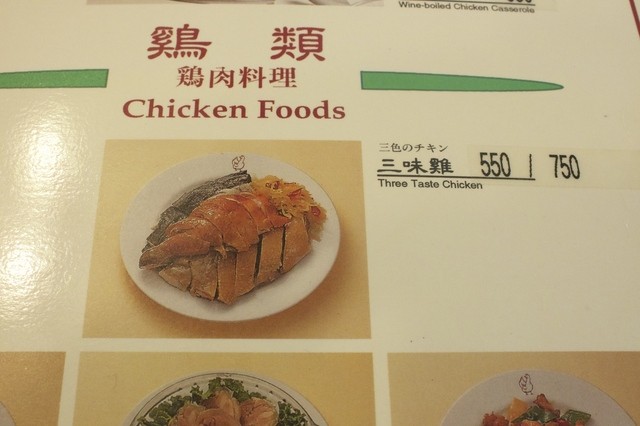 Wine-boiled Chicken Casserole
鷄 類
鶏肉料理
Chicken Foods
三色のチキン
三味雞 550 / 750
Three Taste Chicken